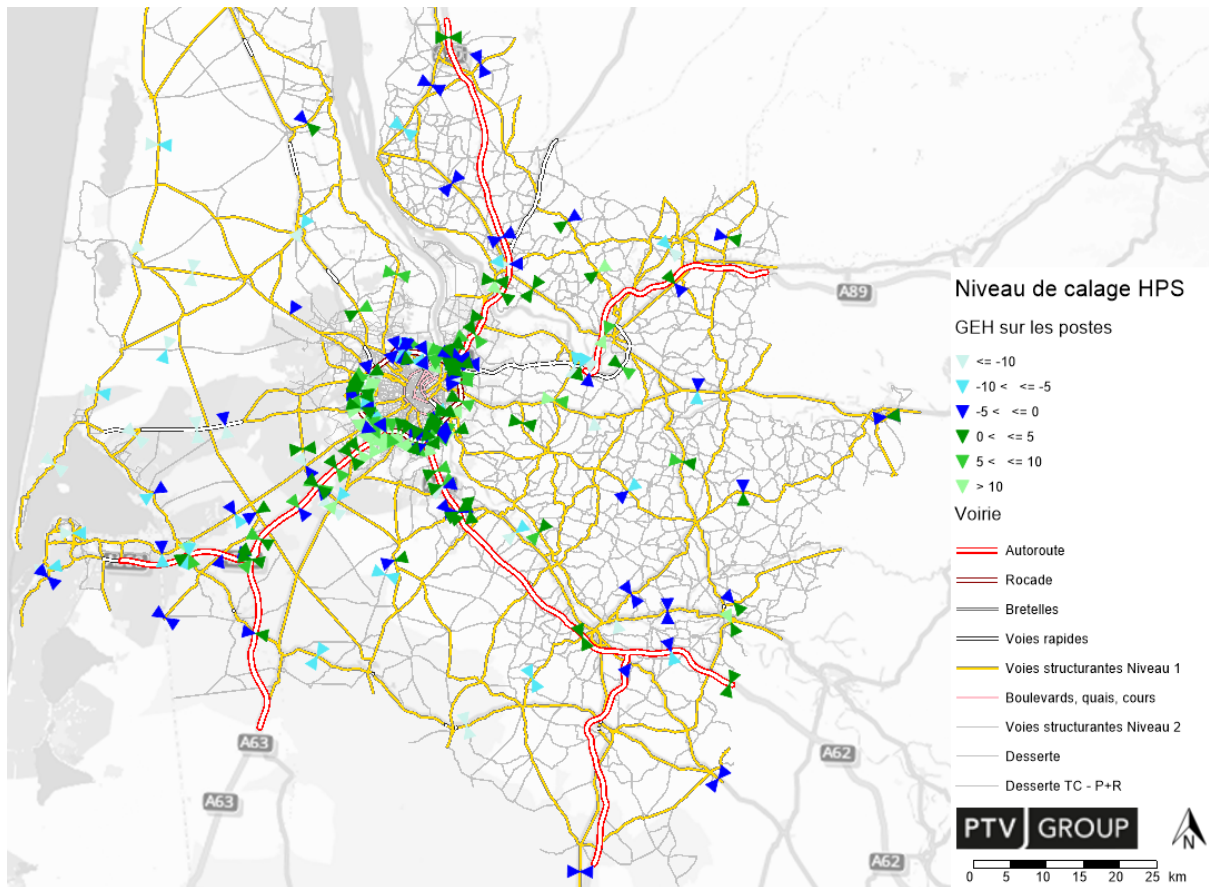 A89
Niveau de calage HPS
GEH sur les postes
<= -10
-10 < <= -5
-5 < <= 0
0 < <= 5
5 < <= 10
> 10
Voirie
Autoroute
Rocade
Bretelles
Voies rapides
Voies structurantes Niveau 1
Boulevards, quais, cours
Voies structurantes Niveau 2
Desserte
Desserte TC - P+R
A63
A62
A63
PTV GROUP
N
A62
0 5 10 15 20 25 km